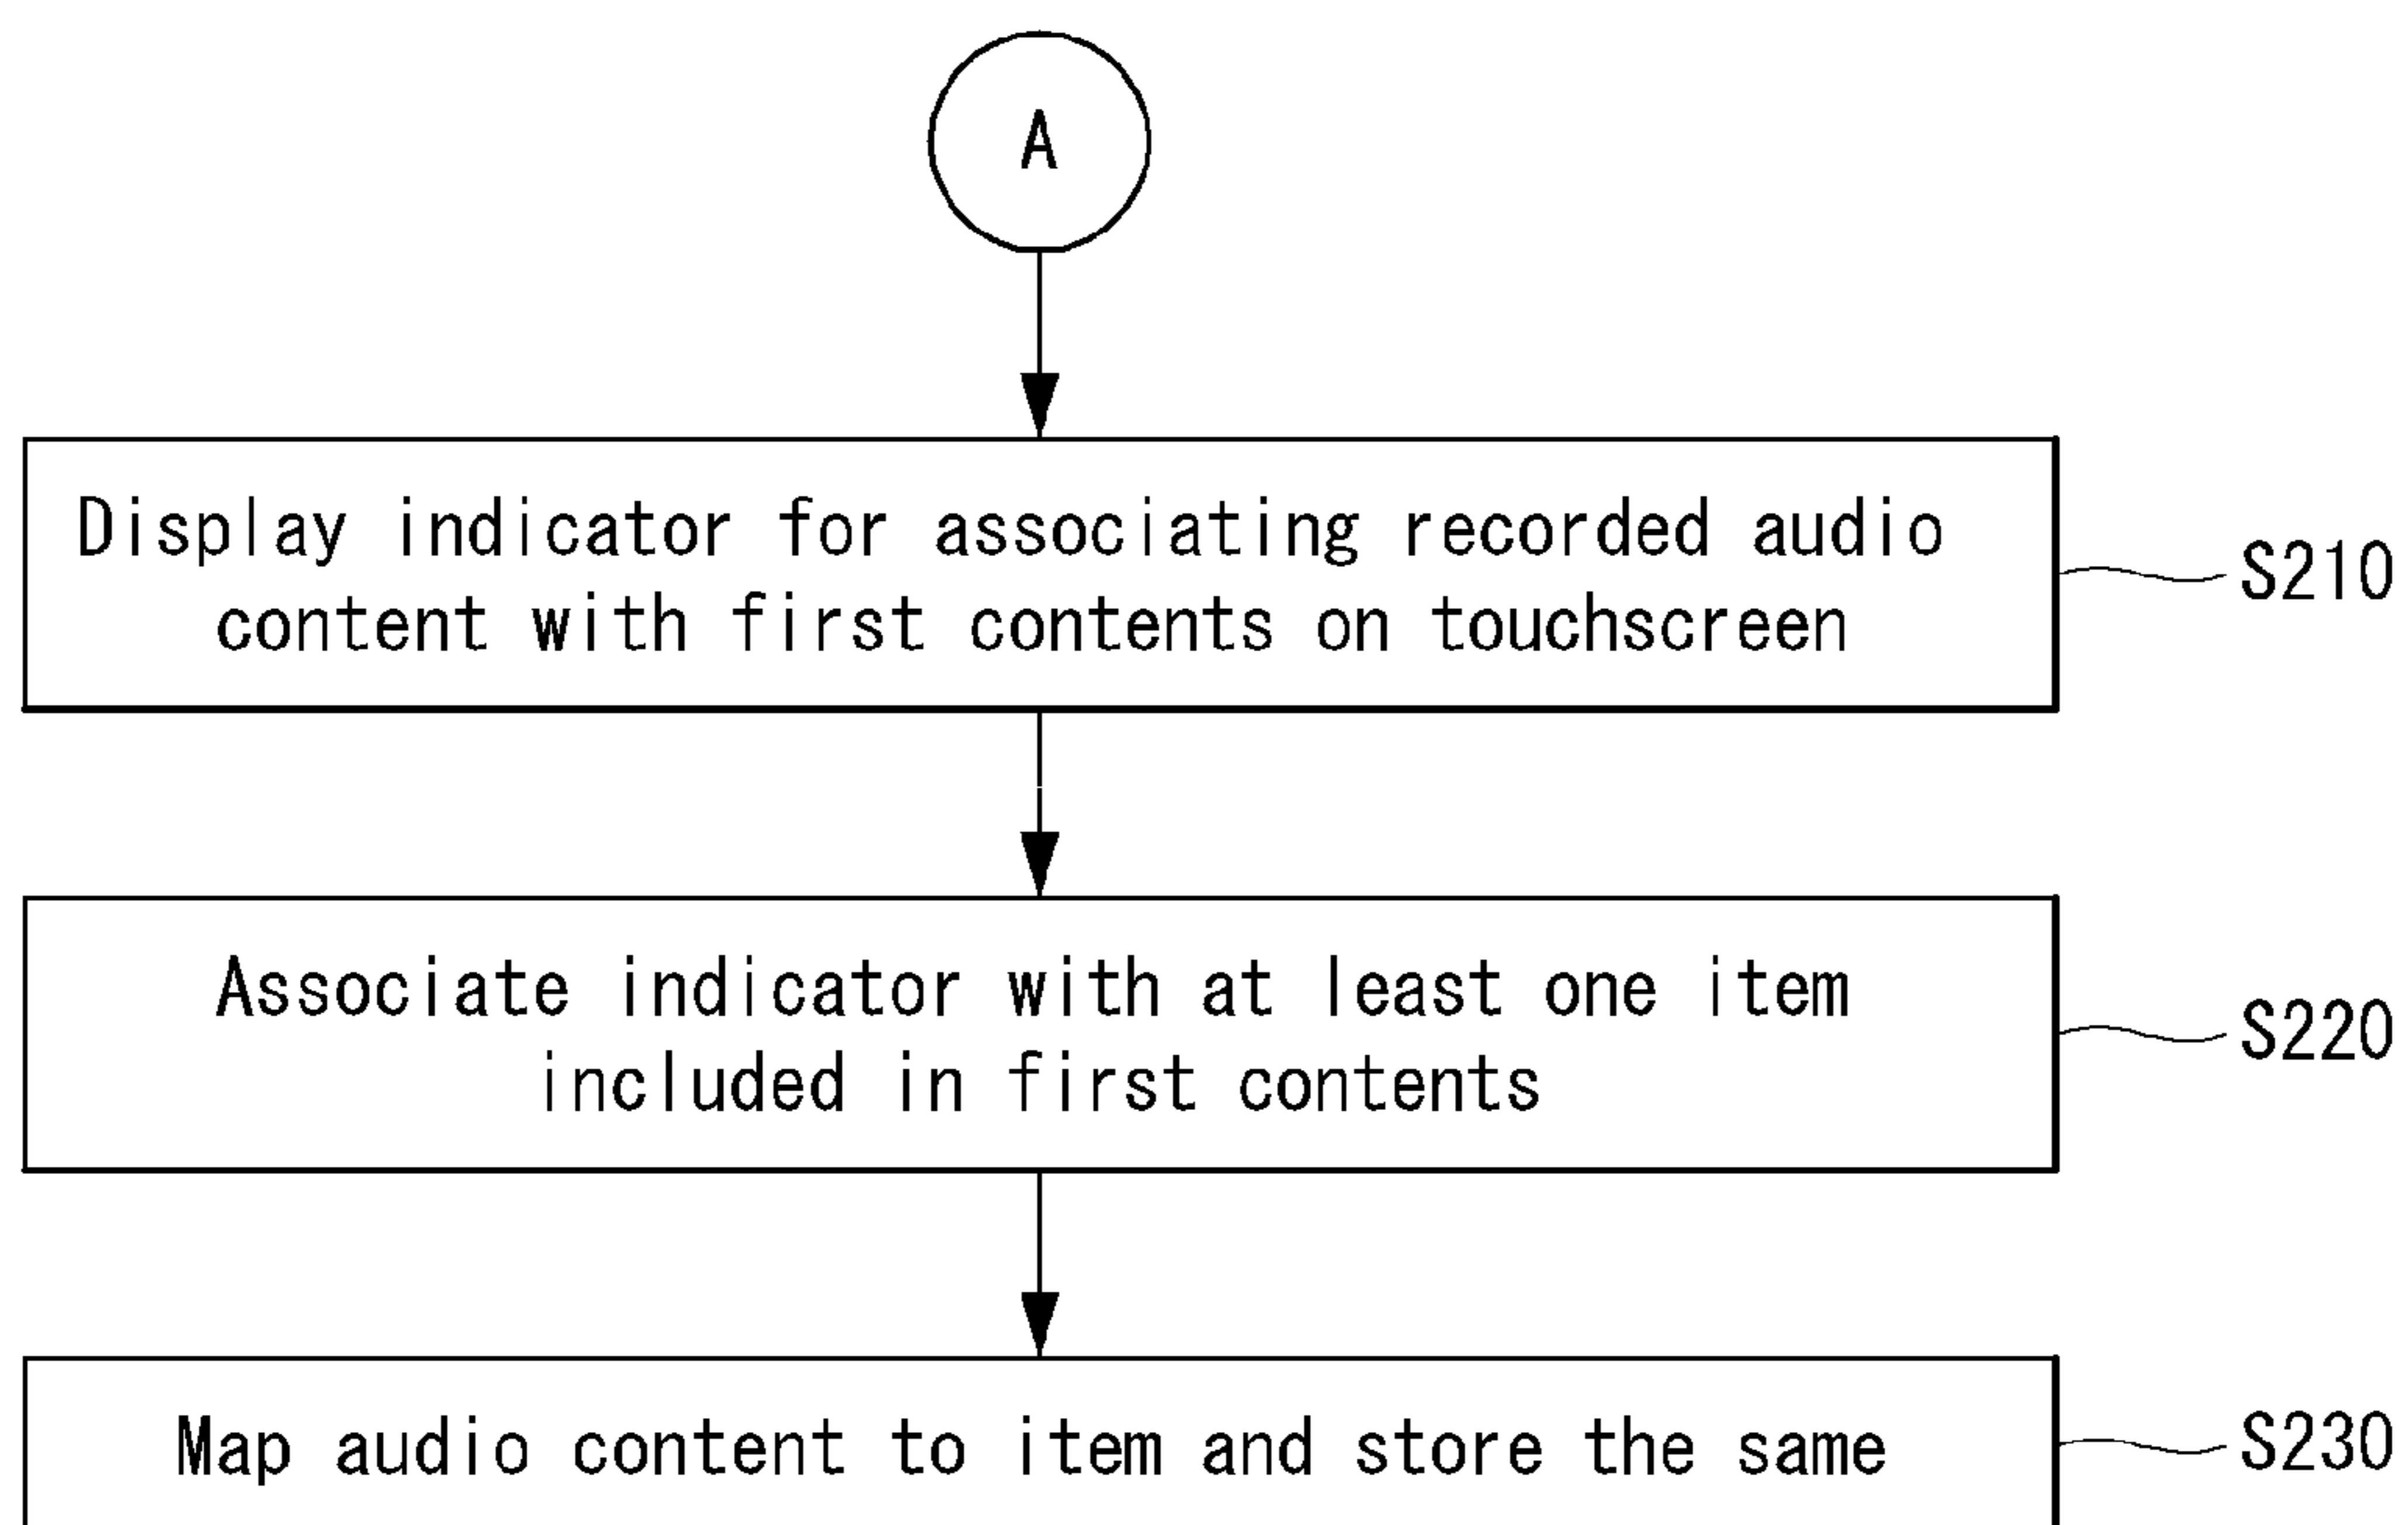 A
Display indicator for associating recorded audio
content with first contents on touchscreen
S210
Associate indicator with at least one item
included in first contents
S220
Map audio content to item and store the same
S230